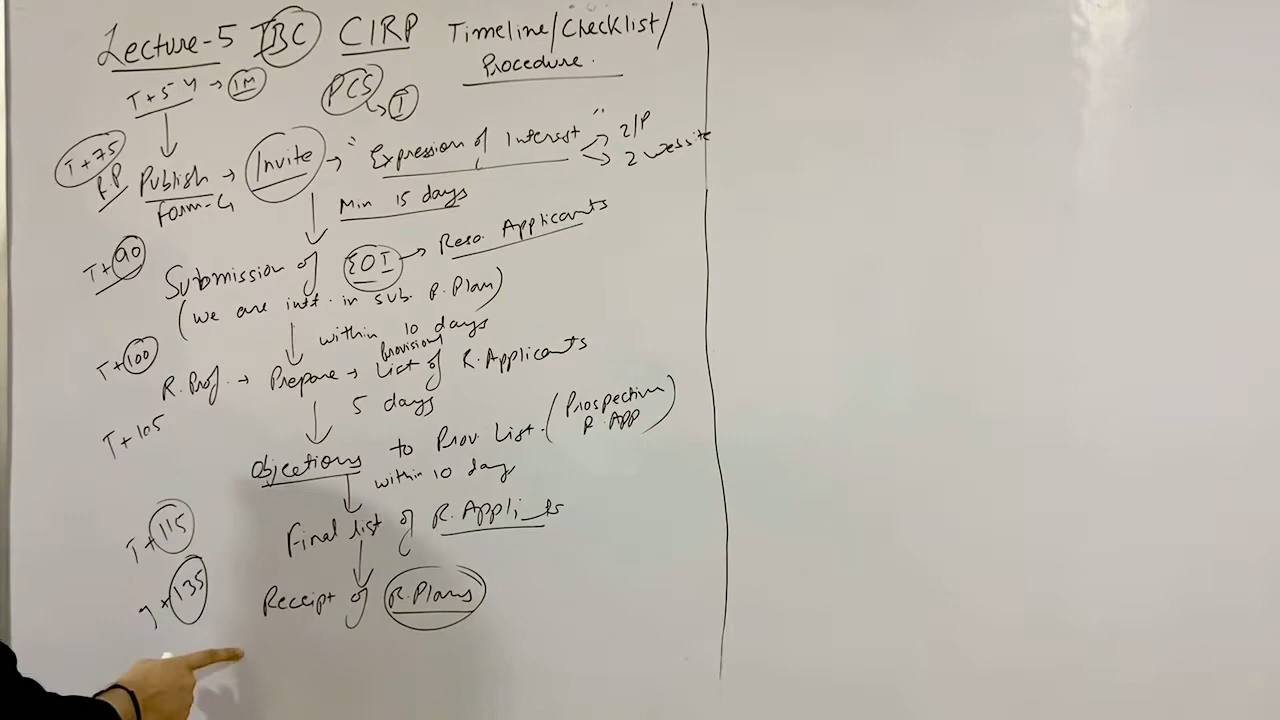 Lecture-5 IBC CIRP Timeline/Checklist/
Procedure.
T+54 → IM
PCS → I
T+75
R.P Publish → Invite → "Expression of Interest" → 2/P
→ 2 website
Form-G
Min 15 days
T+90
Submission of EOI → Reso. Applicants
(we are intt. in sub. R.Plan)
within 10 days
T+100
R.Prof. → Prepare → Provisional List of R.Applicants
5 days
T+105
Objections to Prov. List. (Prospective R.App)
within 10 day
T+115
Final list of R.Applits
T+135
Receipt of R.Plans